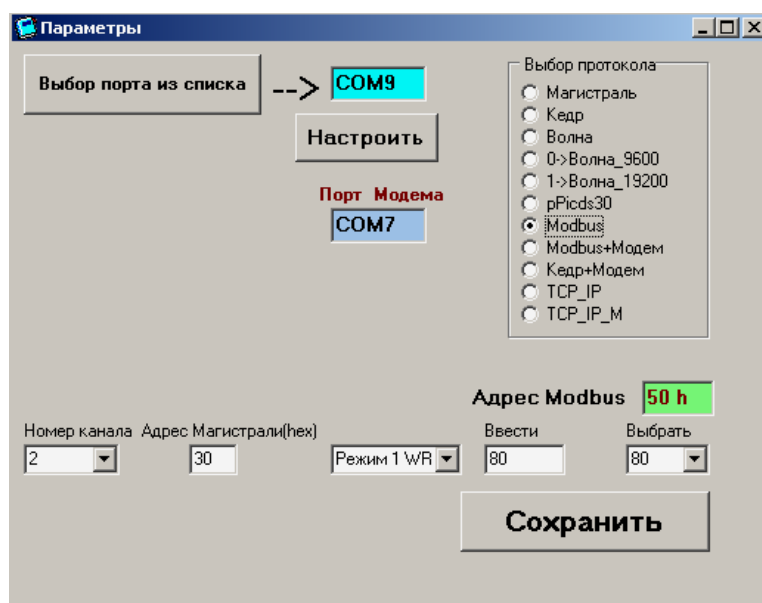 Параметры
Выбор порта из списка
-->
COM9
Настроить
Порт Модема
COM7
Выбор протокола
Магистраль
Кедр
Волна
0->Волна_9600
1->Волна_19200
pPicds30
Modbus
Modbus+Модем
Кедр+Модем
TCP_IP
TCP_IP_M
Адрес Modbus 50 h
Номер канала Адрес Магистрали(hex) Ввести Выбрать
2 30 Режим 1 WR 80 80
Сохранить